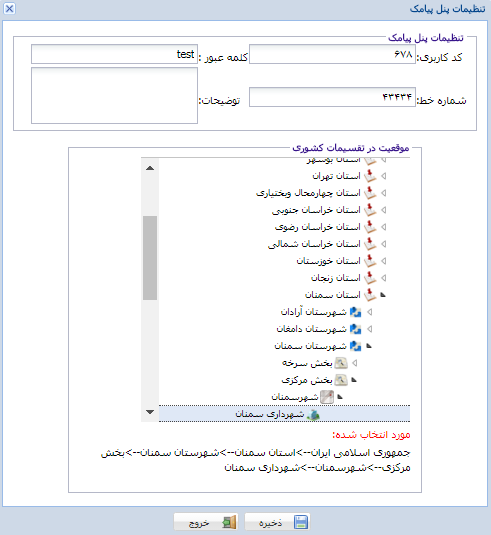 تنظیمات پنل پیامک
تنظیمات پنل پیامک
کد کاربری: ۶۷۸ کلمه عبور : test
شماره خط: ۴۳۴۳۴ توضیحات:
موقعیت در تقسیمات کشوری
استان بوشهر
استان تهران
استان چهارمحال وبختیاری
استان خراسان جنوبی
استان خراسان رضوی
استان خراسان شمالی
استان خوزستان
استان زنجان
استان سمنان
شهرستان آرادان
شهرستان دامغان
شهرستان سمنان
بخش سرخه
بخش مرکزی
شهرسمنان
شهرداری سمنان
مورد انتخاب شده:
جمهوری اسلامی ایران-->استان سمنان-->شهرستان سمنان-->بخش
مرکزی-->شهرسمنان-->شهرداری سمنان
ذخیره خروج